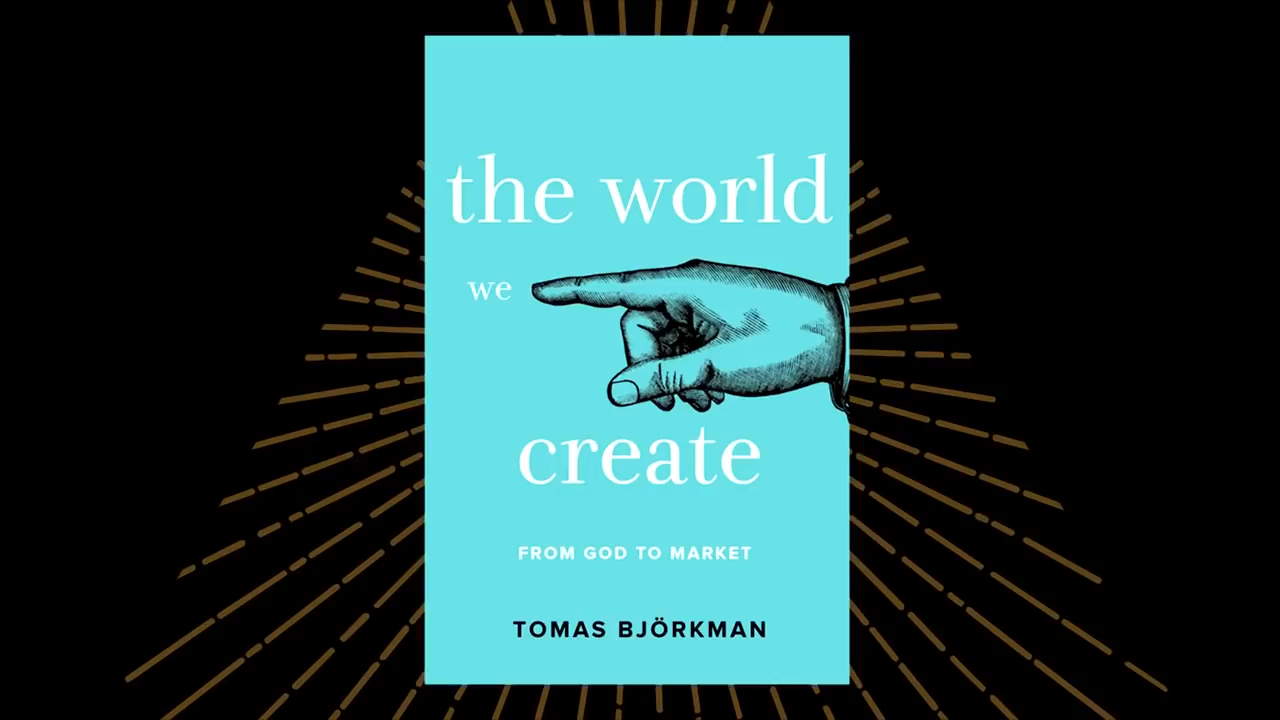 the world
we
create
FROM GOD TO MARKET
TOMAS BJÖRKMAN